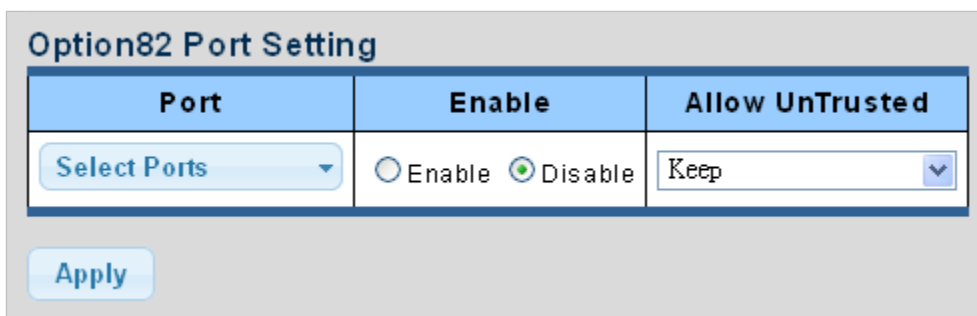 Option82 Port Setting
Port Enable Allow UnTrusted
Select Ports Enable Disable Keep
Apply